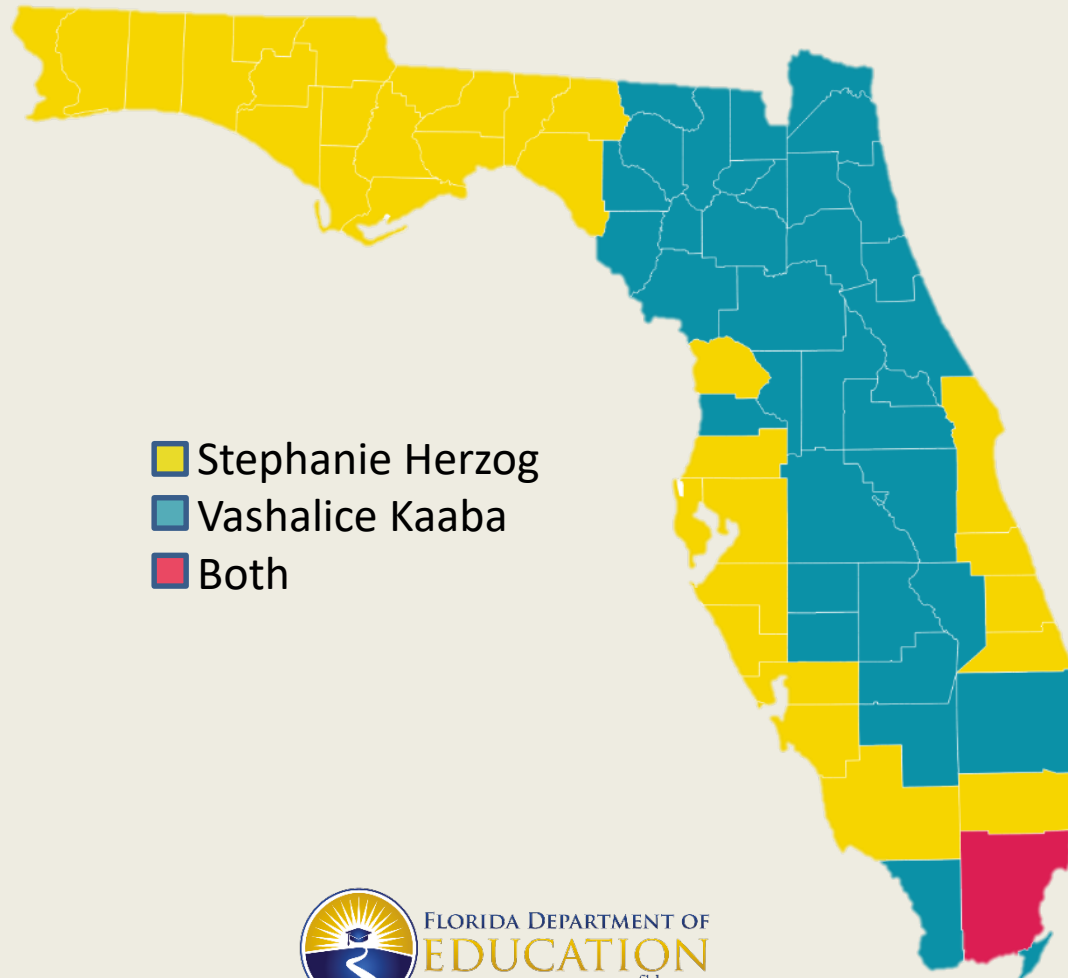 Stephanie Herzog
Vashalice Kaaba
Both
FLORIDA DEPARTMENT OF
EDUCATION